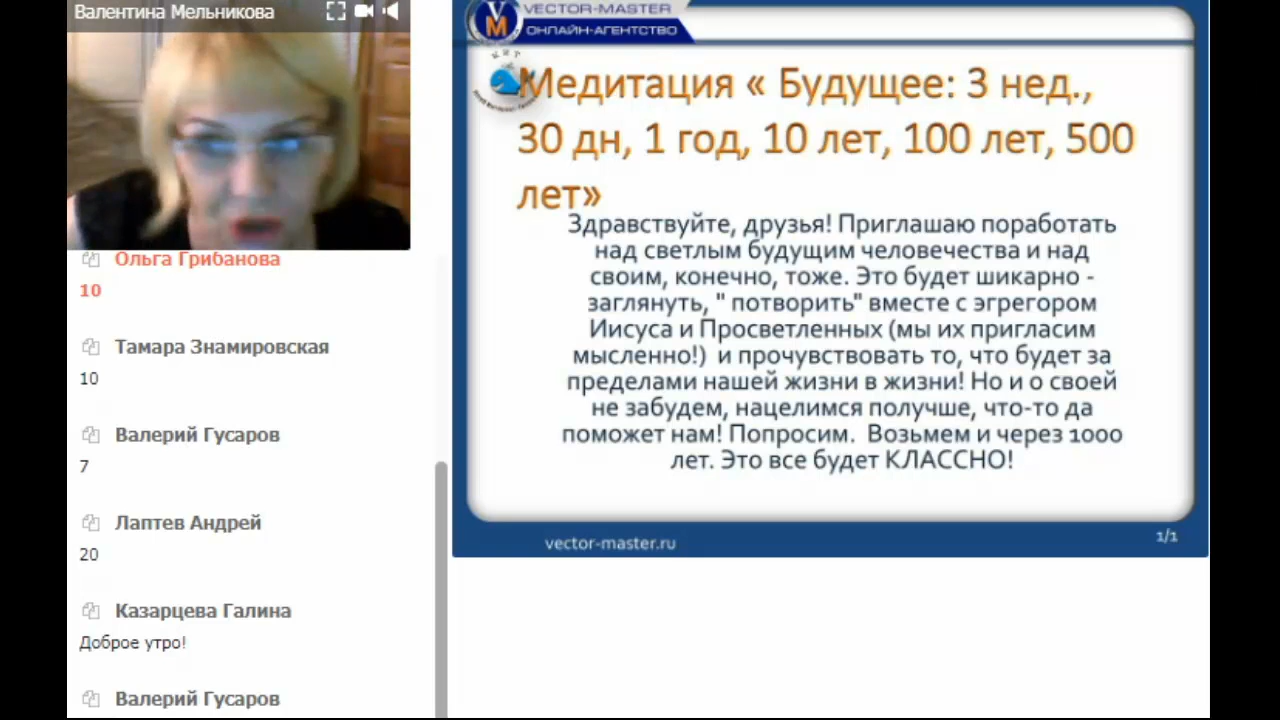 Валентина Мельникова
Ольга Грибанова
10
Тамара Знамировская
10
Валерий Гусаров
7
Лаптев Андрей
20
Казарцева Галина
Доброе утро!
Валерий Гусаров
VECTOR-MASTER
ОНЛАЙН-АГЕНТСТВО
VM
Медитация « Будущее: 3 нед.,
30 дн, 1 год, 10 лет, 100 лет, 500
лет»
Здравствуйте, друзья! Приглашаю поработать
над светлым будущим человечества и над
своим, конечно, тоже. Это будет шикарно -
заглянуть, " потворить" вместе с эгрегором
Иисуса и Просветленных (мы их пригласим
мысленно!) и прочувствовать то, что будет за
пределами нашей жизни в жизни! Но и о своей
не забудем, нацелимся получше, что-то да
поможет нам! Попросим. Возьмем и через 1000
лет. Это все будет КЛАССНО!
vector-master.ru
1/1